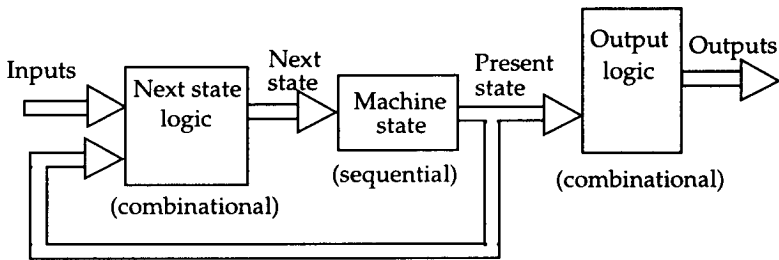 Inputs
Next state
logic
(combinational)
Next
state
Machine
state
(sequential)
Present
state
Output
logic
(combinational)
Outputs